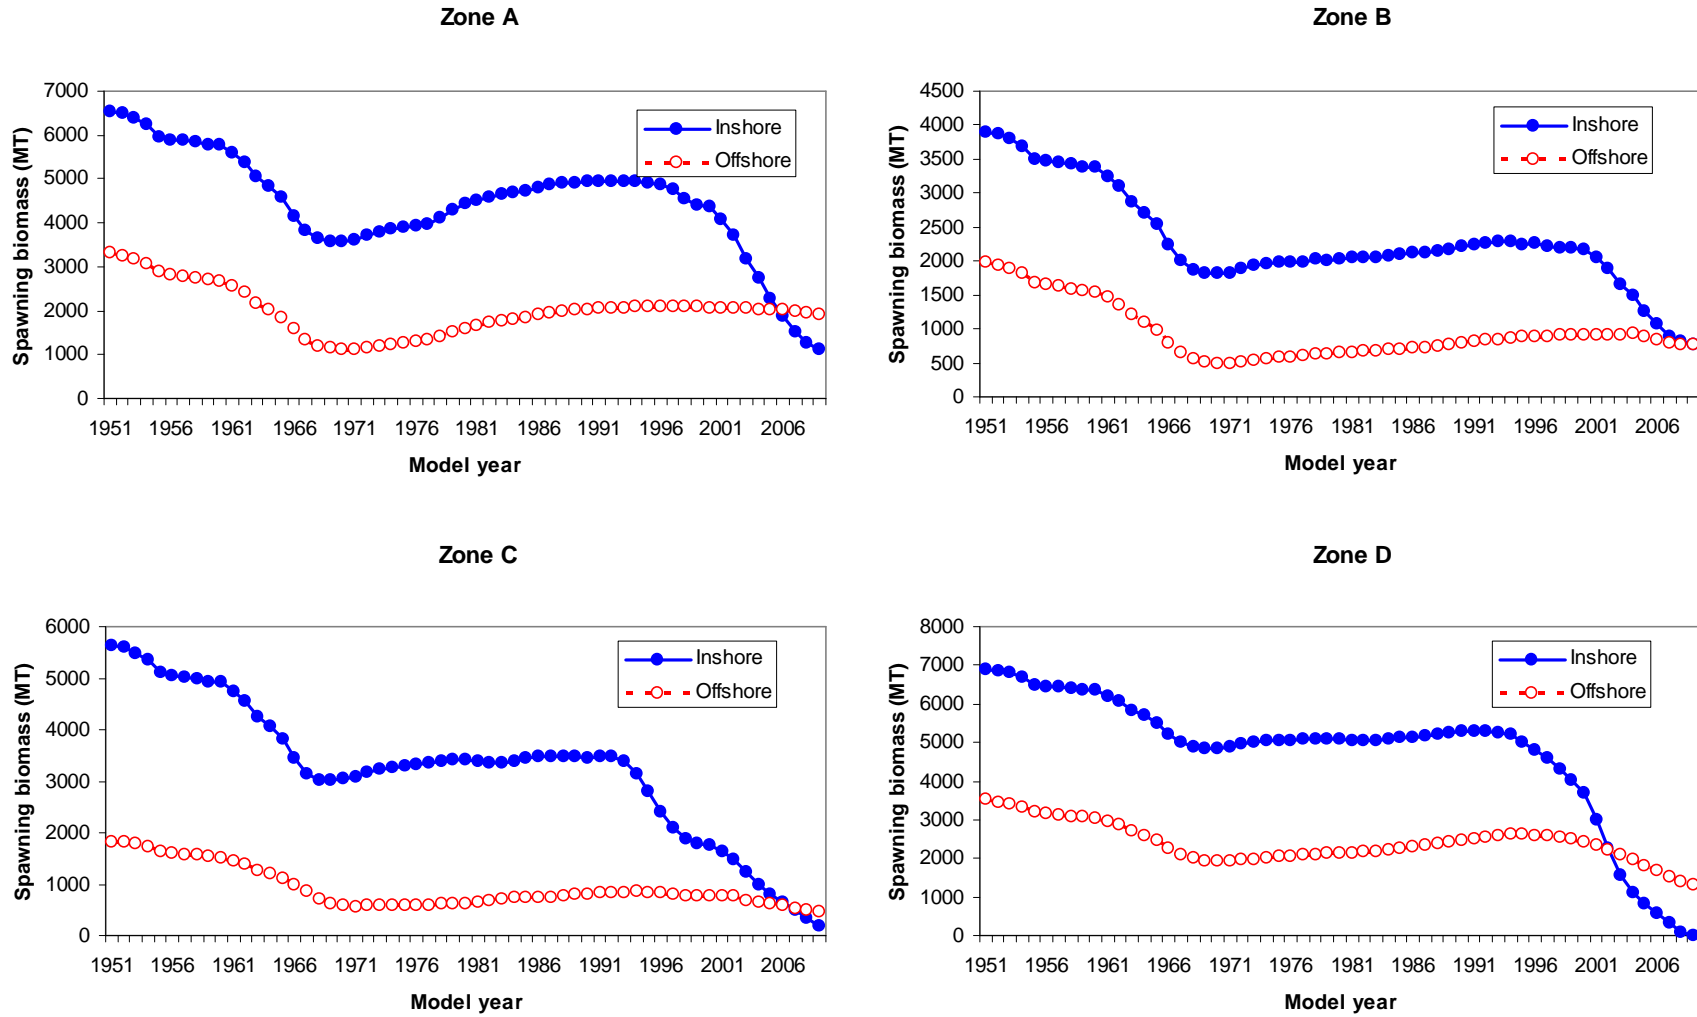 Zone A
Spawning biomass (MT)
7000
6000
5000
4000
3000
2000
1000
0
Inshore
Offshore
1951 1956 1961 1966 1971 1976 1981 1986 1991 1996 2001 2006
Model year
Zone B
Spawning biomass (MT)
4500
4000
3500
3000
2500
2000
1500
1000
500
0
Inshore
Offshore
1951 1956 1961 1966 1971 1976 1981 1986 1991 1996 2001 2006
Model year
Zone C
Spawning biomass (MT)
6000
5000
4000
3000
2000
1000
0
Inshore
Offshore
1951 1956 1961 1966 1971 1976 1981 1986 1991 1996 2001 2006
Model year
Zone D
Spawning biomass (MT)
8000
7000
6000
5000
4000
3000
2000
1000
0
Inshore
Offshore
1951 1956 1961 1966 1971 1976 1981 1986 1991 1996 2001 2006
Model year